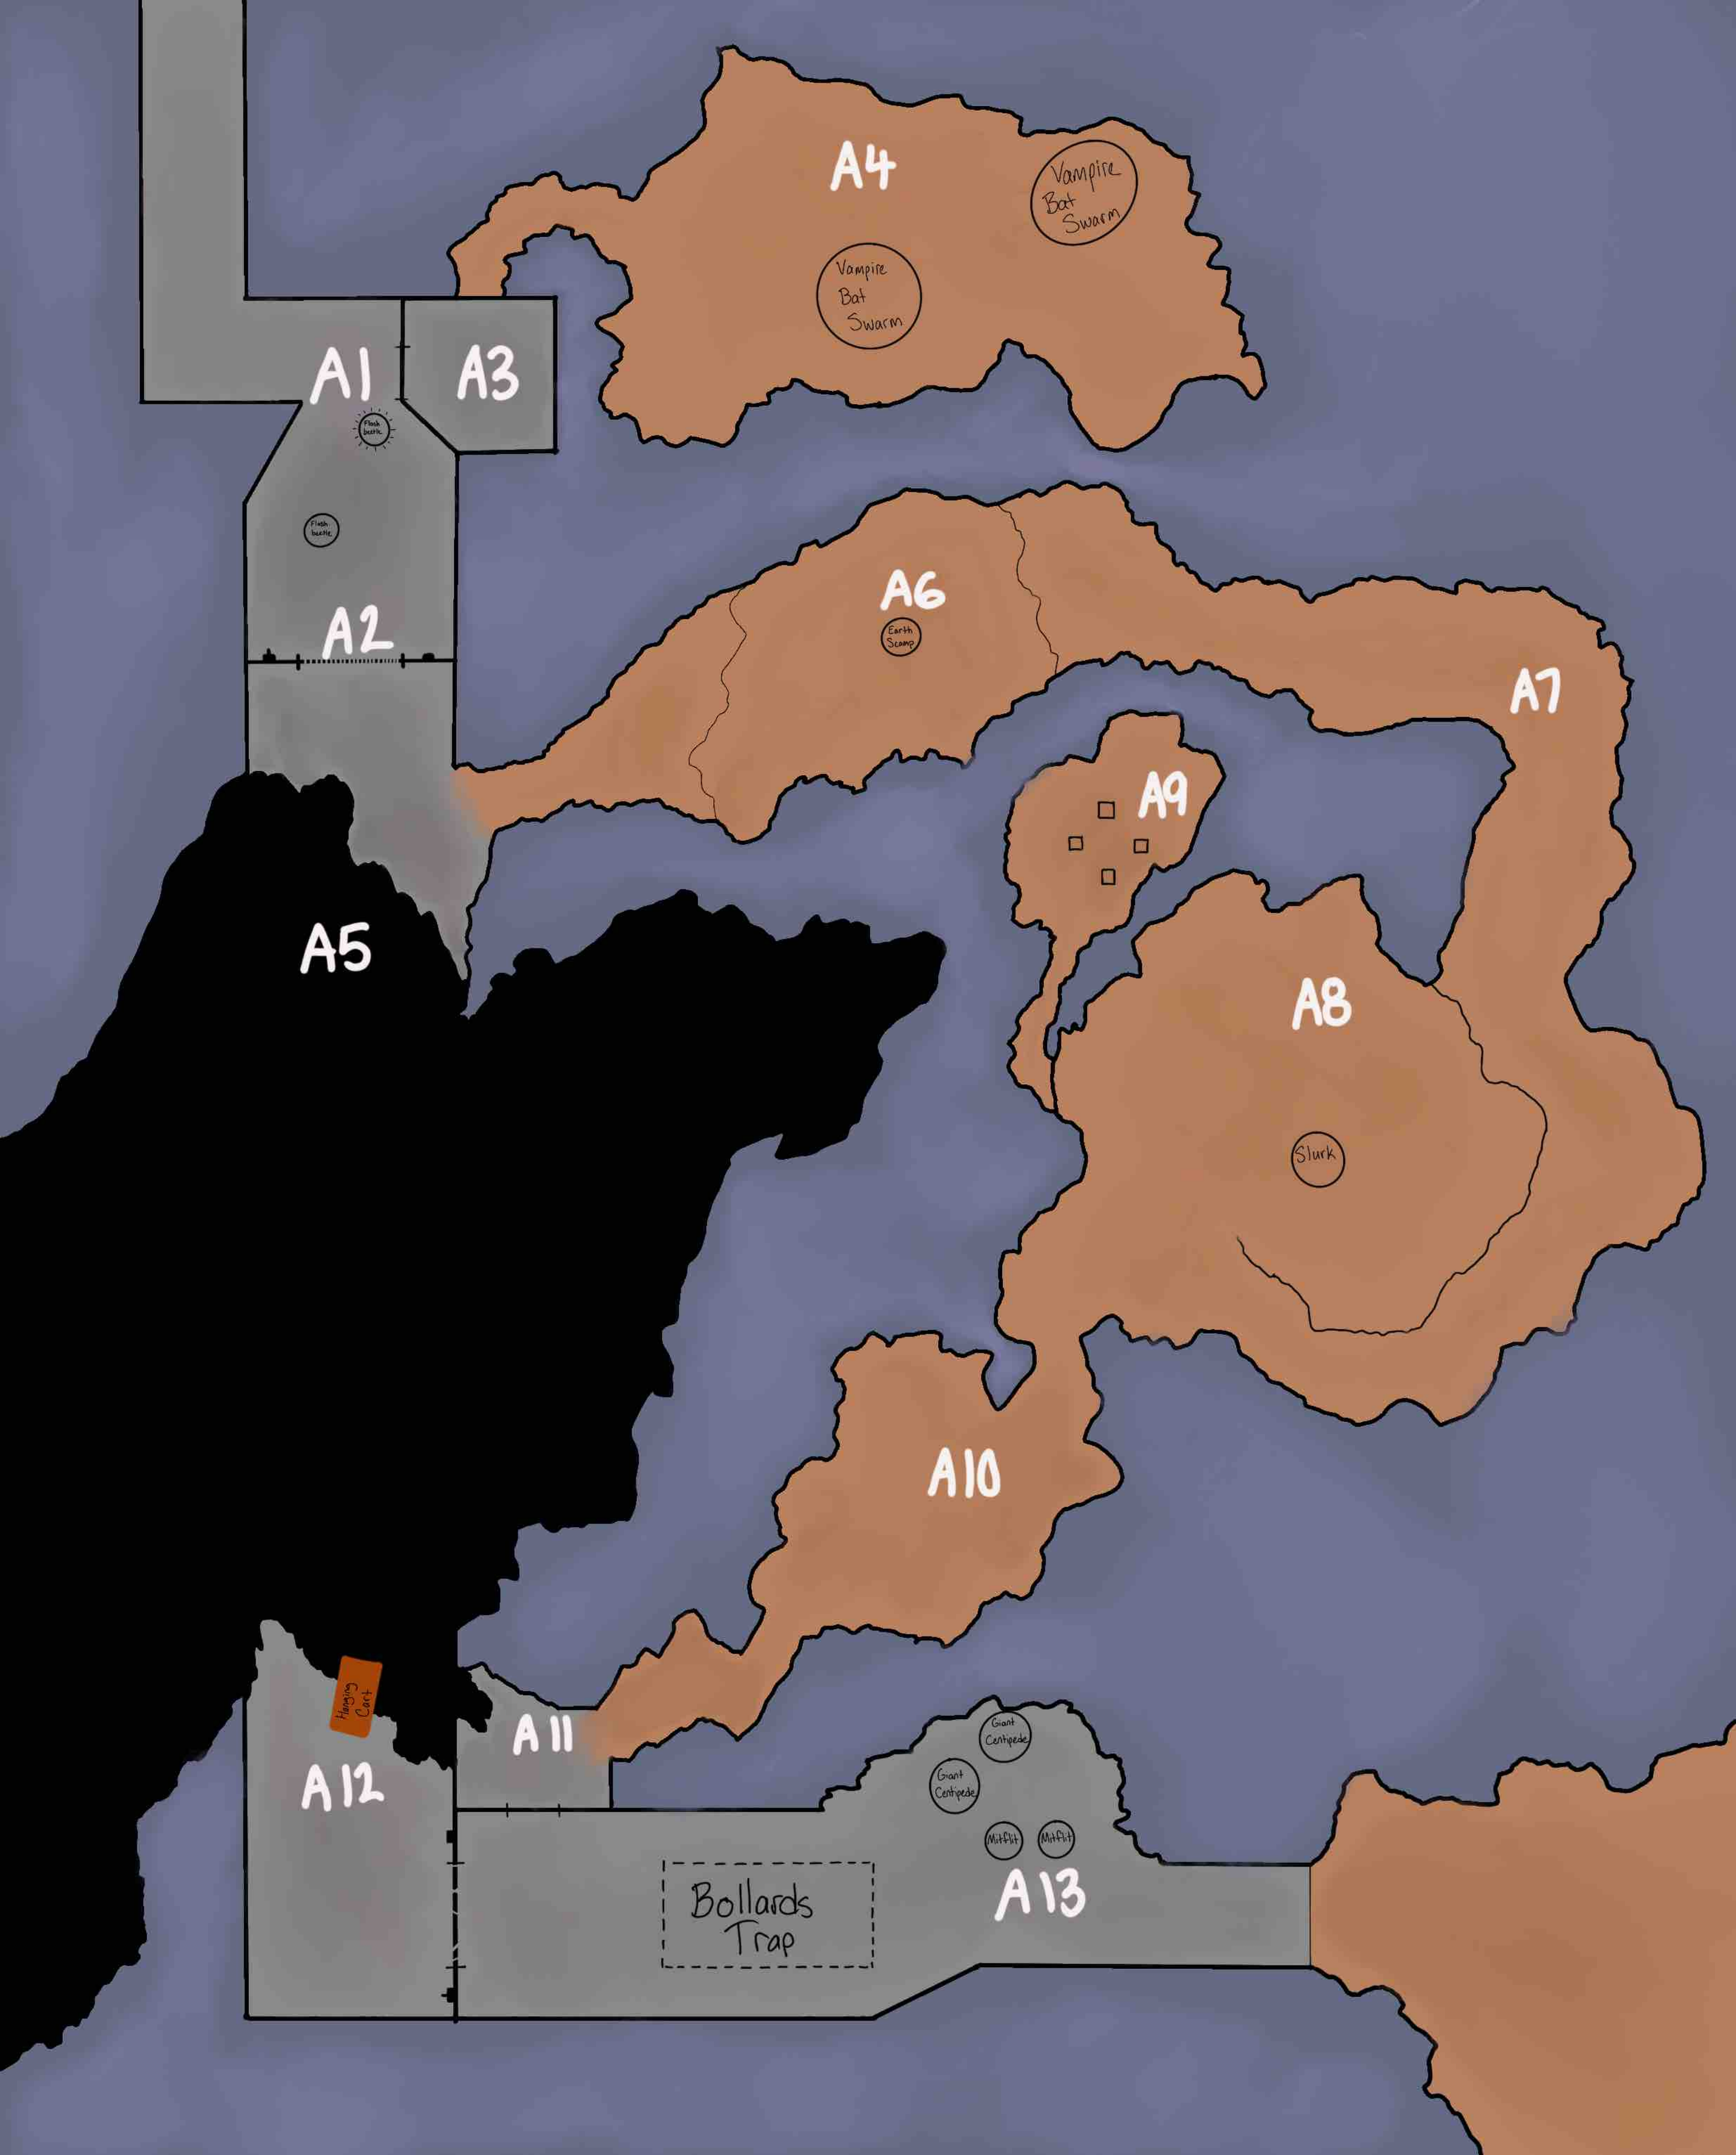 A4
Vampire
Bat
Swarm
Vampire
Bat
Swarm
A1
A3
Flash
beetle
Flash
beetle
A2
A6
Earth
Scamp
A7
A9
A5
A8
Slurk
A10
Hanging
Cart
A11
A12
Giant
Centipede
Giant
Centipede
Mitflit
Mitflit
A13
Bollards
Trap